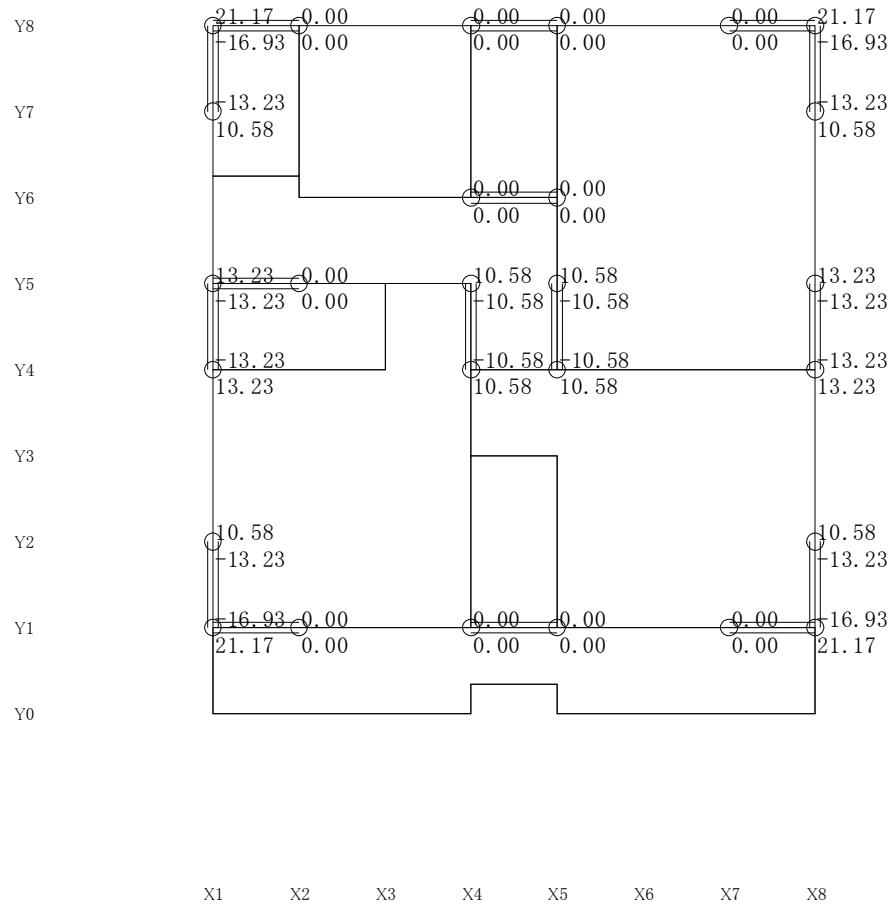 Y8 21.17 0.00 0.00 0.00 0.00 21.17
-16.93 0.00 0.00 0.00 0.00 -16.93
Y7 -13.23 -13.23
10.58 10.58
Y6 0.00 0.00
0.00 0.00
Y5 13.23 0.00 10.58 10.58 13.23
-13.23 0.00 -10.58 -10.58 -13.23
Y4 -13.23 -10.58 -10.58 -13.23
13.23 10.58 10.58 13.23
Y3
Y2 10.58 10.58
-13.23 -13.23
Y1 -16.93 0.00 0.00 0.00 0.00 -16.93
21.17 0.00 0.00 0.00 0.00 21.17
Y0
X1 X2 X3 X4 X5 X6 X7 X8